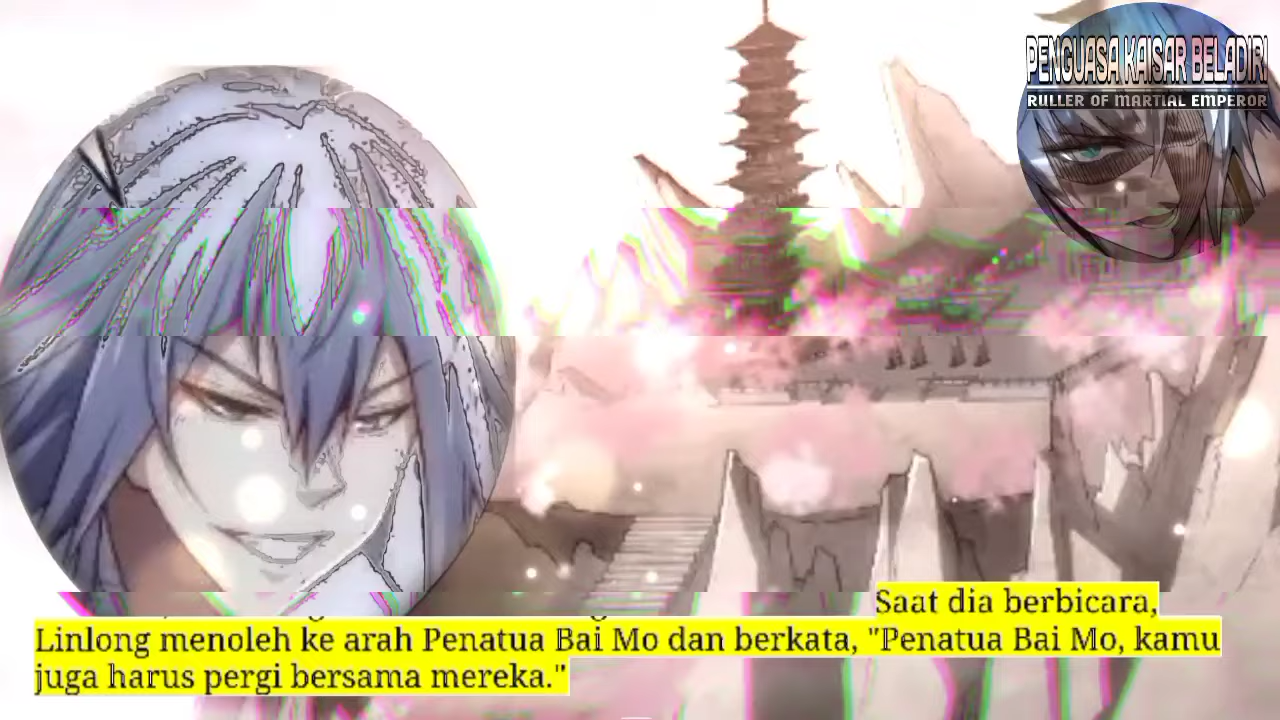 PENGUASA KAISAR BELADIRI
RULLER OF MARTIAL EMPEROR
Saat dia berbicara,
Linlong menoleh ke arah Penatua Bai Mo dan berkata, "Penatua Bai Mo, kamu
juga harus pergi bersama mereka."